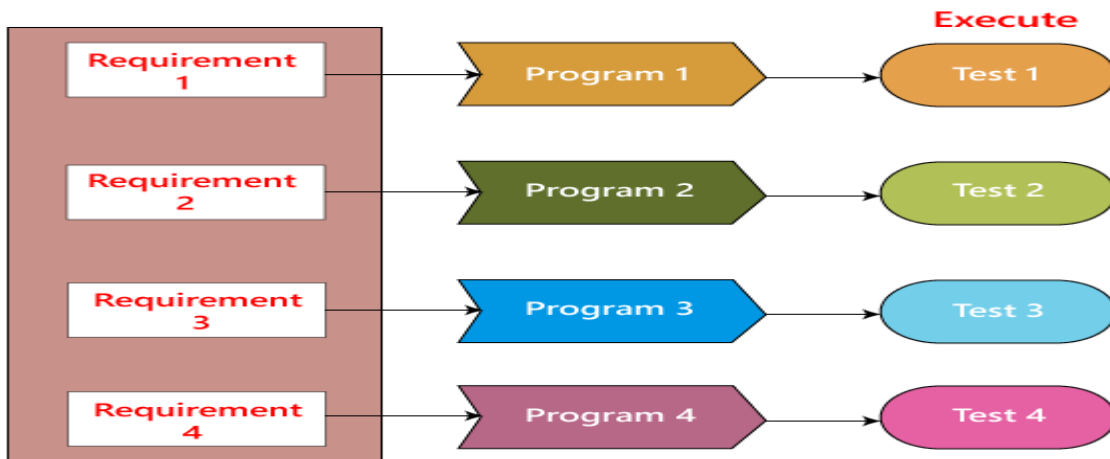 Execute
Requirement
1
Program 1
Test 1
Requirement
2
Program 2
Test 2
Requirement
3
Program 3
Test 3
Requirement
4
Program 4
Test 4